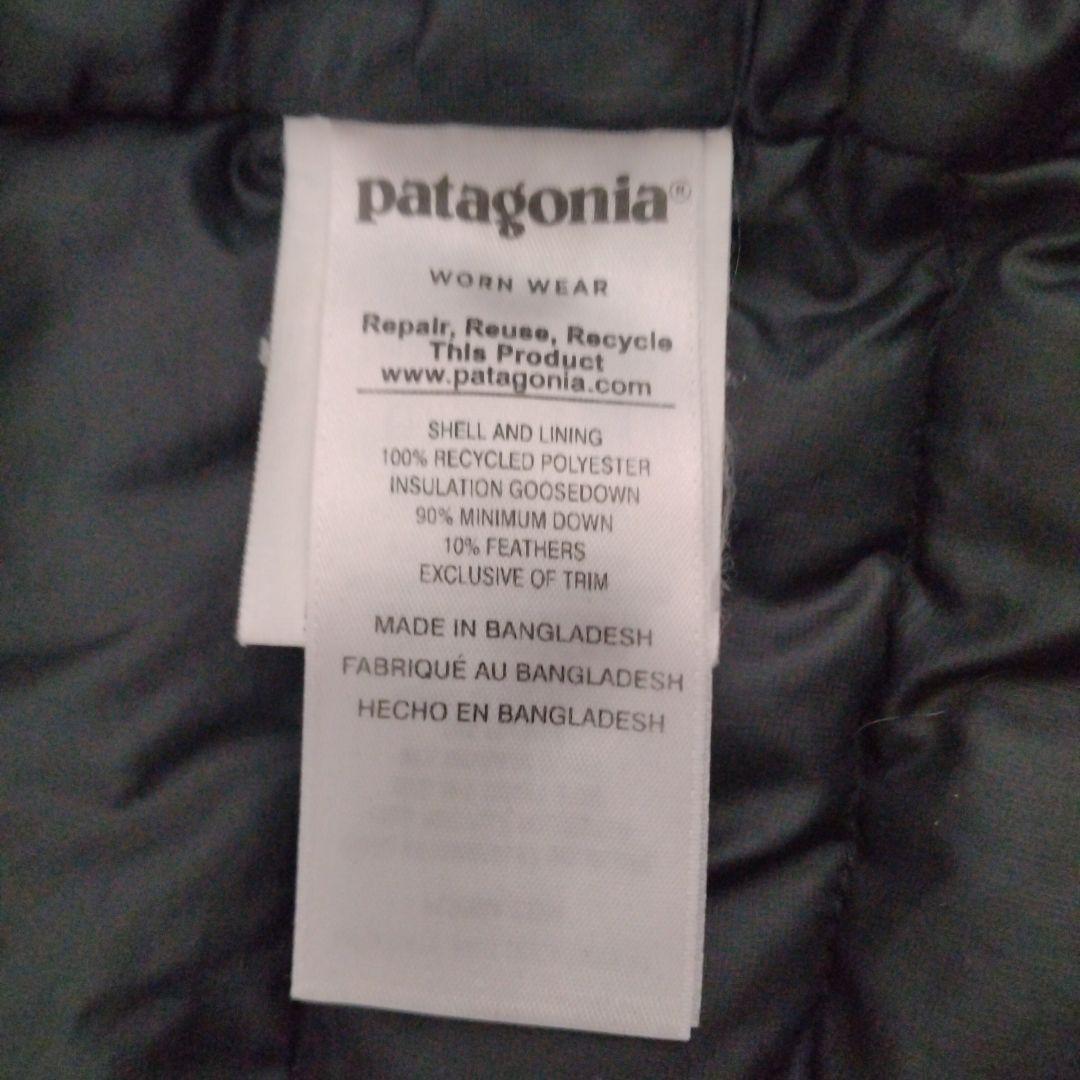 patagonia®
WORN WEAR
Repair, Reuse, Recycle
This Product
www.patagonia.com
SHELL AND LINING
100% RECYCLED POLYESTER
INSULATION GOOSEDOWN
90% MINIMUM DOWN
10% FEATHERS
EXCLUSIVE OF TRIM
MADE IN BANGLADESH
FABRIQUÉ AU BANGLADESH
HECHO EN BANGLADESH